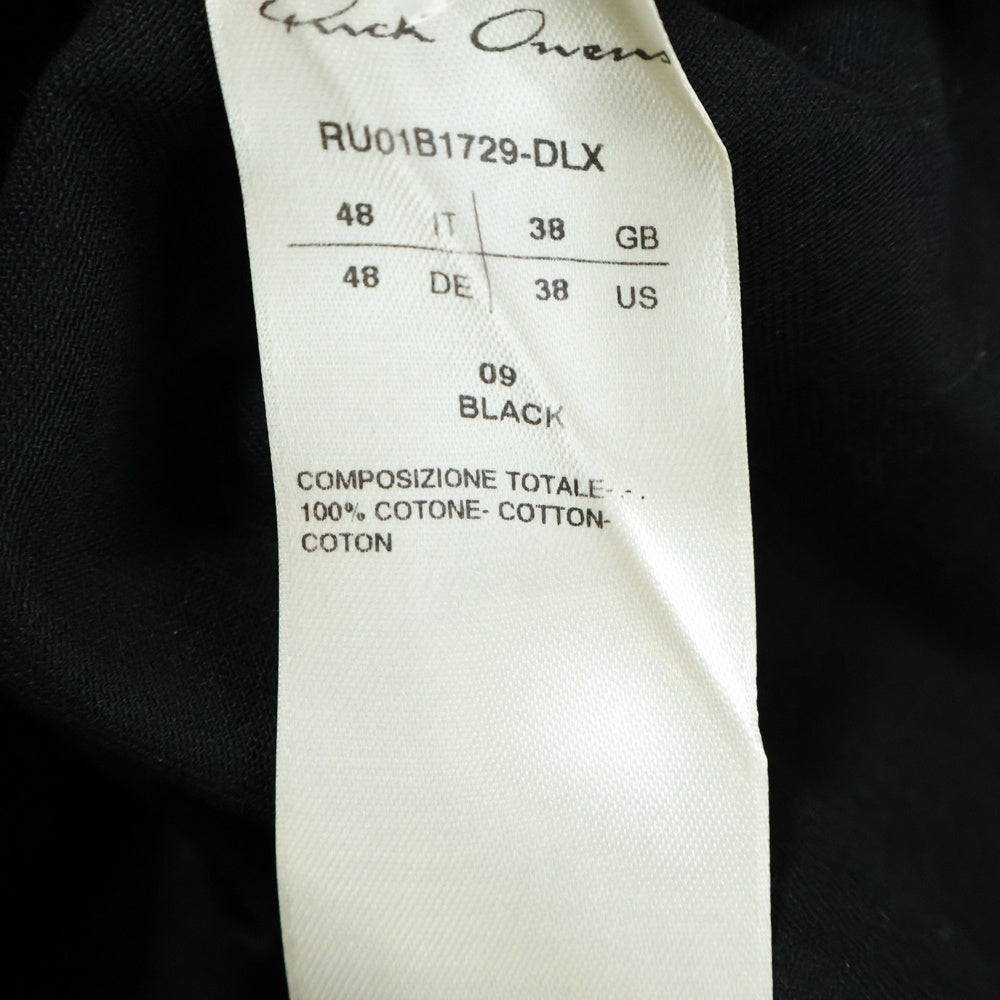 Rick Owens
RU01B1729-DLX
48 IT 38 GB
48 DE 38 US
09
BLACK
COMPOSIZIONE TOTALE- - .
100% COTONE- COTTON-
COTON